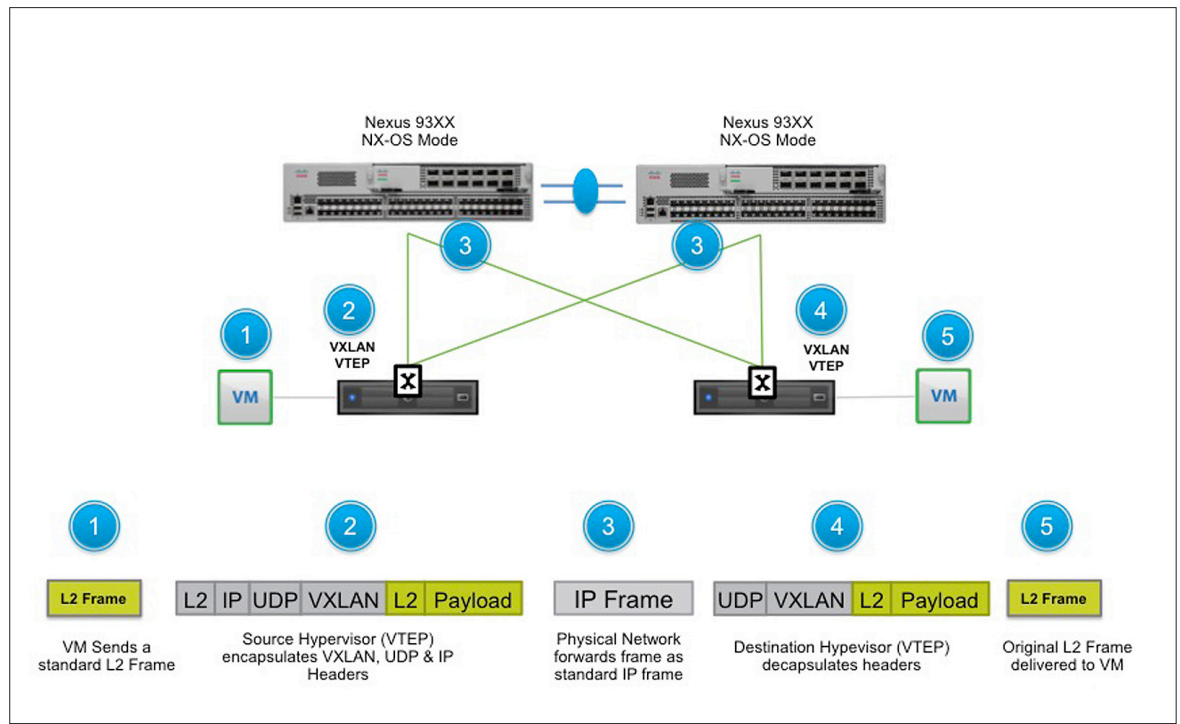 Nexus 93XX
NX-OS Mode
Nexus 93XX
NX-OS Mode
3
3
2
4
1
5
VXLAN
VTEP
VXLAN
VTEP
X
X
VM
VM
1
2
3
4
5
L2 Frame
L2 IP UDP VXLAN L2 Payload
IP Frame
UDP VXLAN L2 Payload
L2 Frame
VM Sends a
standard L2 Frame
Source Hypervisor (VTEP)
encapsulates VXLAN, UDP & IP
Headers
Physical Network
forwards frame as
standard IP frame
Destination Hypevisor (VTEP)
decapsulates headers
Original L2 Frame
delivered to VM